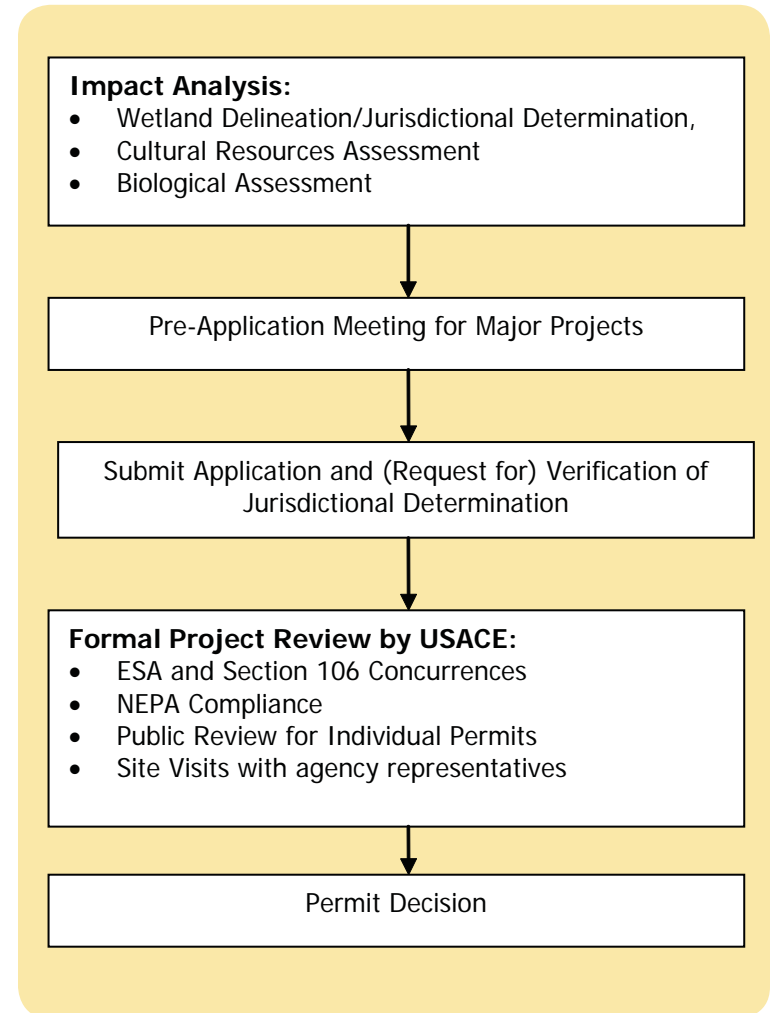 Impact Analysis:
• Wetland Delineation/Jurisdictional Determination,
• Cultural Resources Assessment
• Biological Assessment
Pre-Application Meeting for Major Projects
Submit Application and (Request for) Verification of
Jurisdictional Determination
Formal Project Review by USACE:
• ESA and Section 106 Concurrences
• NEPA Compliance
• Public Review for Individual Permits
• Site Visits with agency representatives
Permit Decision